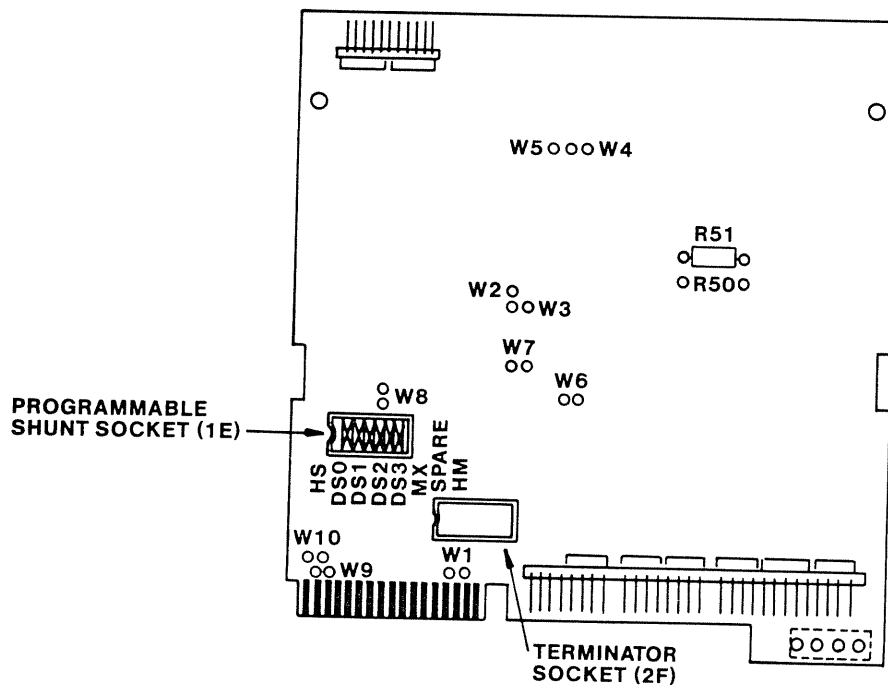 W5 W4
R51
R50
W2
W3
W7
W6
W8
PROGRAMMABLE
SHUNT SOCKET (1E)
HS
DS0
DS1
DS2
DS3
MX
SPARE
HM
W10
W9
W1
TERMINATOR
SOCKET (2F)